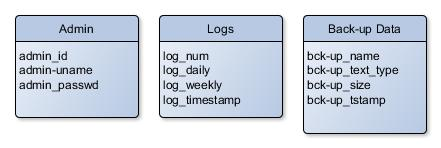 Admin
admin_id
admin-uname
admin_passwd
Logs
log_num
log_daily
log_weekly
log_timestamp
Back-up Data
bck-up_name
bck-up_text_type
bck-up_size
bck-up_tstamp